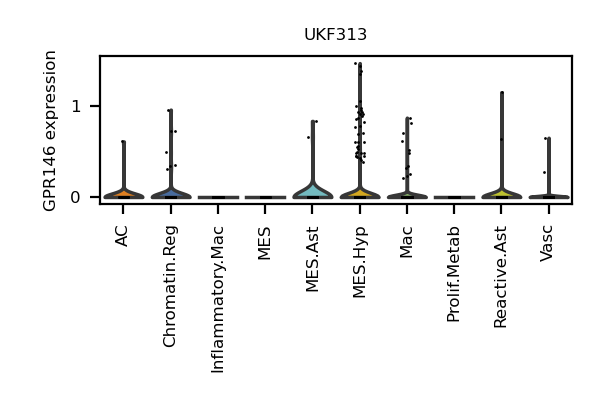 UKF313
GPR146 expression
1
0
AC
Chromatin.Reg
Inflammatory.Mac
MES
MES.Ast
MES.Hyp
Mac
Prolif.Metab
Reactive.Ast
Vasc